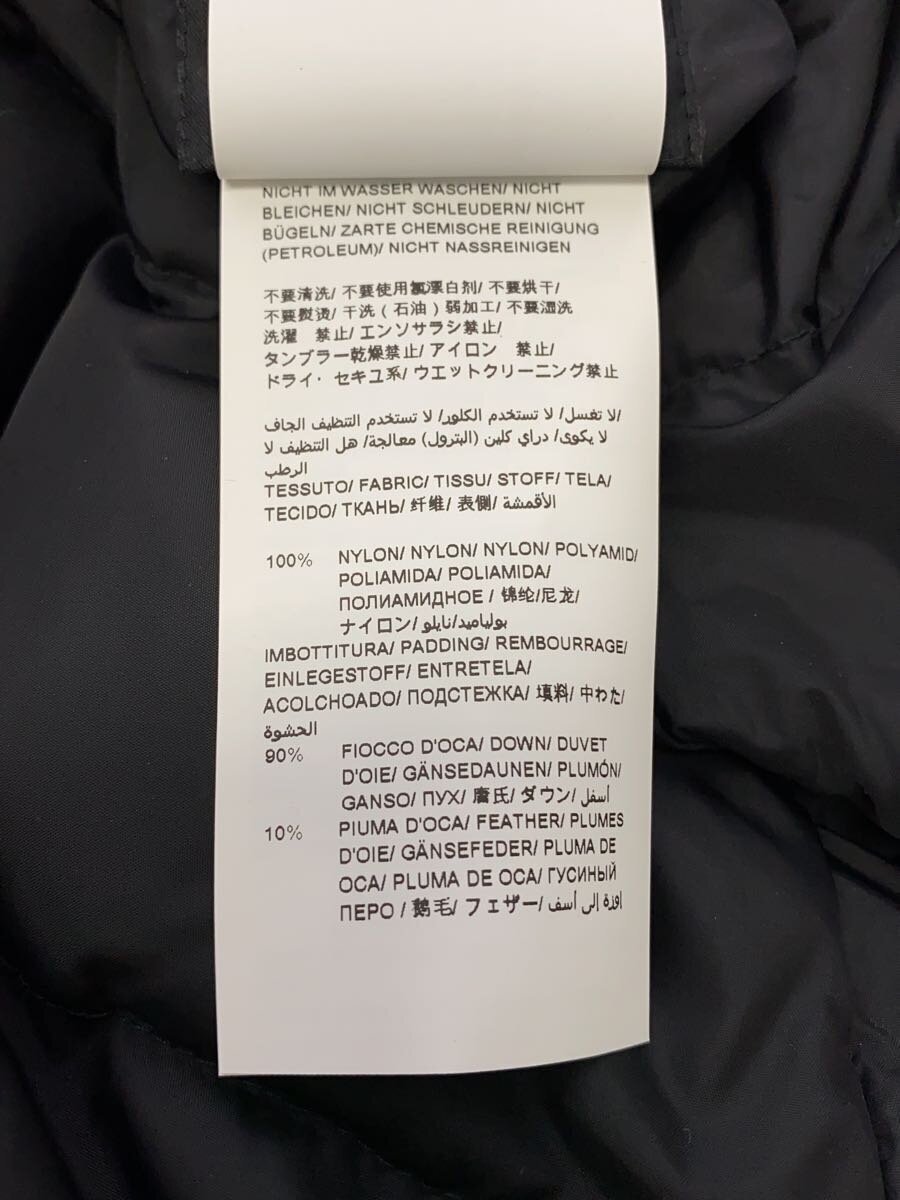 NICHT IM WASSER WASCHEN/ NICHT
BLEICHEN/ NICHT SCHLEUDERN/ NICHT
BÜGELN/ ZARTE CHEMISCHE REINIGUNG
(PETROLEUM)/ NICHT NASSREINIGEN
不要清洗/ 不要使用氯漂白剂/ 不要烘干/
不要熨烫/ 干洗 ( 石油 ) 弱加工/ 不要湿洗
洗濯 禁止/ エンソサラシ禁止/
タンブラー乾燥禁止/ アイロン 禁止/
ドライ・セキユ系/ ウエットクリーニング禁止
لا تغسل/ لا تستخدم الكلور/ لا تستخدم التنظيف الجاف/
لا يكوى/ دراي كلين (البترول) معالجة/ هل التنظيف لا
الرطب
TESSUTO/ FABRIC/ TISSU/ STOFF/ TELA/
TECIDO/ ТКАНЬ/ 纤维/ 表側/ الأقمشة
100% NYLON/ NYLON/ NYLON/ POLYAMID/
POLIAMIDA/ POLIAMIDA/
ПОЛИАМИДНОЕ / 锦纶/尼龙/
ナイロン/ بولياميد/نايلو
IMBOTTITURA/ PADDING/ REMBOURRAGE/
EINLEGESTOFF/ ENTRETELA/
ACOLCHOADO/ ПОДСТЕЖКА/ 填料/ 中わた/
الحشوة
90% FIOCCO D'OCA/ DOWN/ DUVET
D'OIE/ GÄNSEDAUNEN/ PLUMÓN/
GANSO/ ПУХ/ 鹰氏/ ダウン/ أسفل
10% PIUMA D'OCA/ FEATHER/ PLUMES
D'OIE/ GÄNSEFEDER/ PLUMA DE
OCA/ PLUMA DE OCA/ ГУСИНЫЙ
ПЕРО / 鹅毛/ フェザー/ اوزة إلى أسف